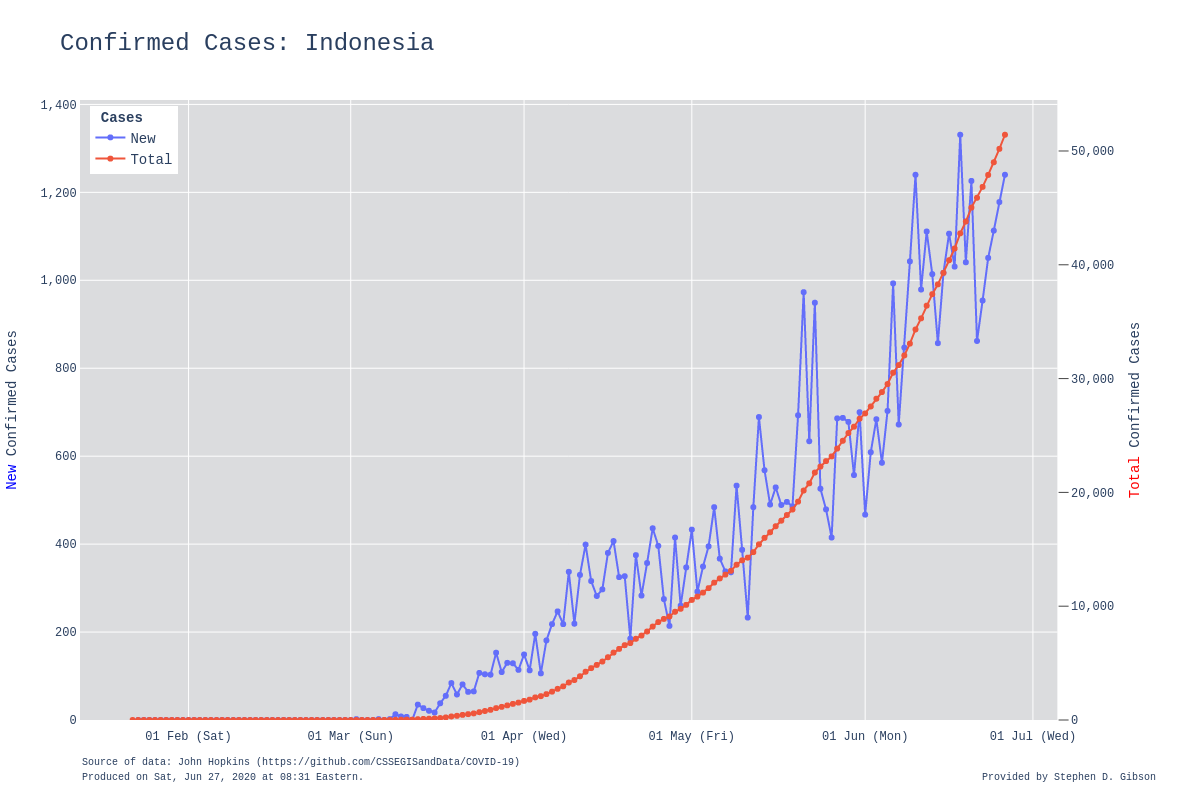 Confirmed Cases: Indonesia
Cases
New
Total
1,400
1,200
1,000
800
600
400
200
0
New Confirmed Cases
50,000
40,000
30,000
20,000
10,000
0
Total Confirmed Cases
01 Feb (Sat) 01 Mar (Sun) 01 Apr (Wed) 01 May (Fri) 01 Jun (Mon) 01 Jul (Wed)
Source of data: John Hopkins (https://github.com/CSSEGISandData/COVID-19)
Produced on Sat, Jun 27, 2020 at 08:31 Eastern.
Provided by Stephen D. Gibson